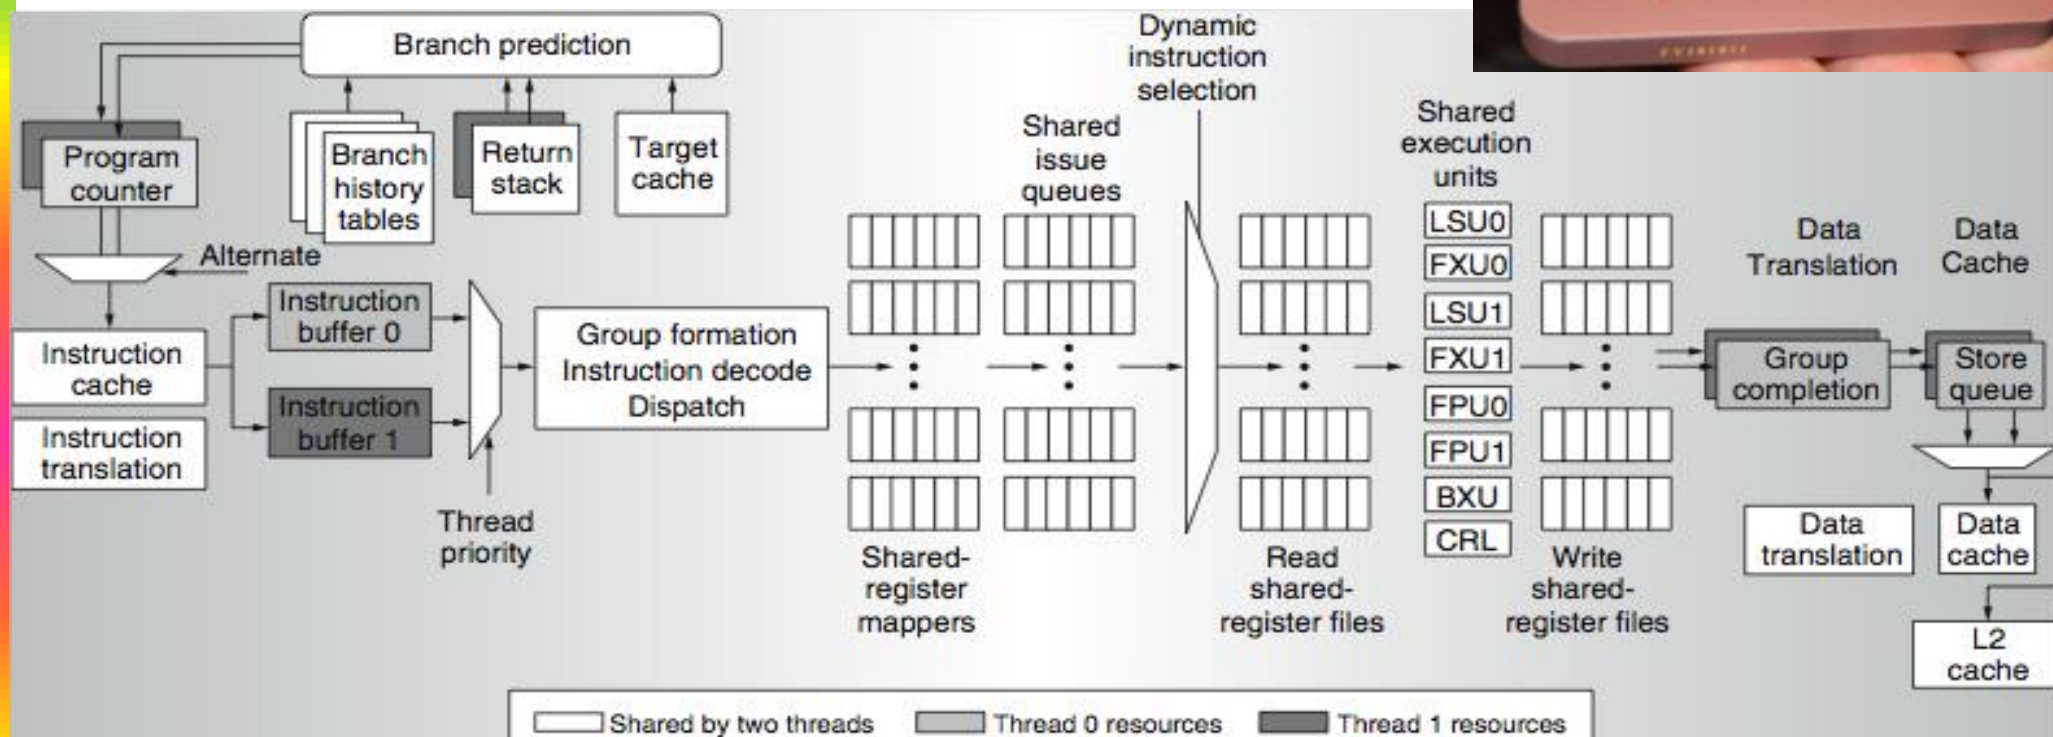 Branch prediction
Dynamic
instruction
selection
Program
counter
Branch
history
tables
Return
stack
Target
cache
Shared
issue
queues
Shared
execution
units
Alternate
Instruction
cache
Instruction
translation
Instruction
buffer 0
Instruction
buffer 1
Thread
priority
Group formation
Instruction decode
Dispatch
Shared-
register
mappers
Read
shared-
register files
LSU0
FXU0
LSU1
FXU1
FPU0
FPU1
BXU
CRL
Write
shared-
register files
Data
Translation
Data
Cache
Group
completion
Store
queue
Data
translation
Data
cache
L2
cache
Shared by two threads
Thread 0 resources
Thread 1 resources